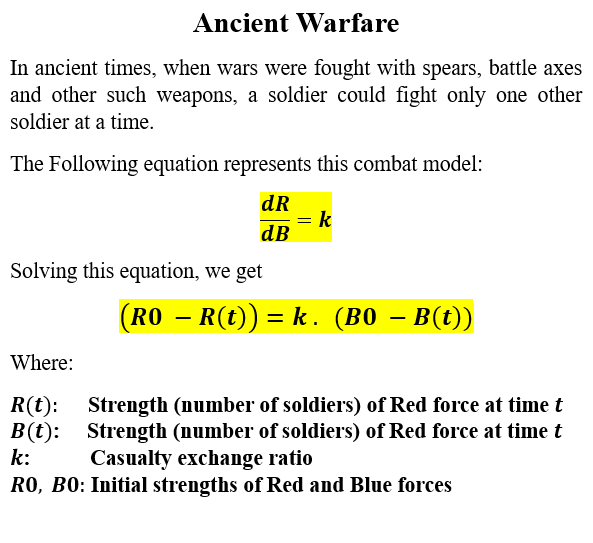 Ancient Warfare
In ancient times, when wars were fought with spears, battle axes
and other such weapons, a soldier could fight only one other
soldier at a time.
The Following equation represents this combat model:
dR
dB = k
Solving this equation, we get
(R0 − R(t)) = k . (B0 − B(t))
Where:
R(t): Strength (number of soldiers) of Red force at time t
B(t): Strength (number of soldiers) of Red force at time t
k: Casualty exchange ratio
R0, B0: Initial strengths of Red and Blue forces